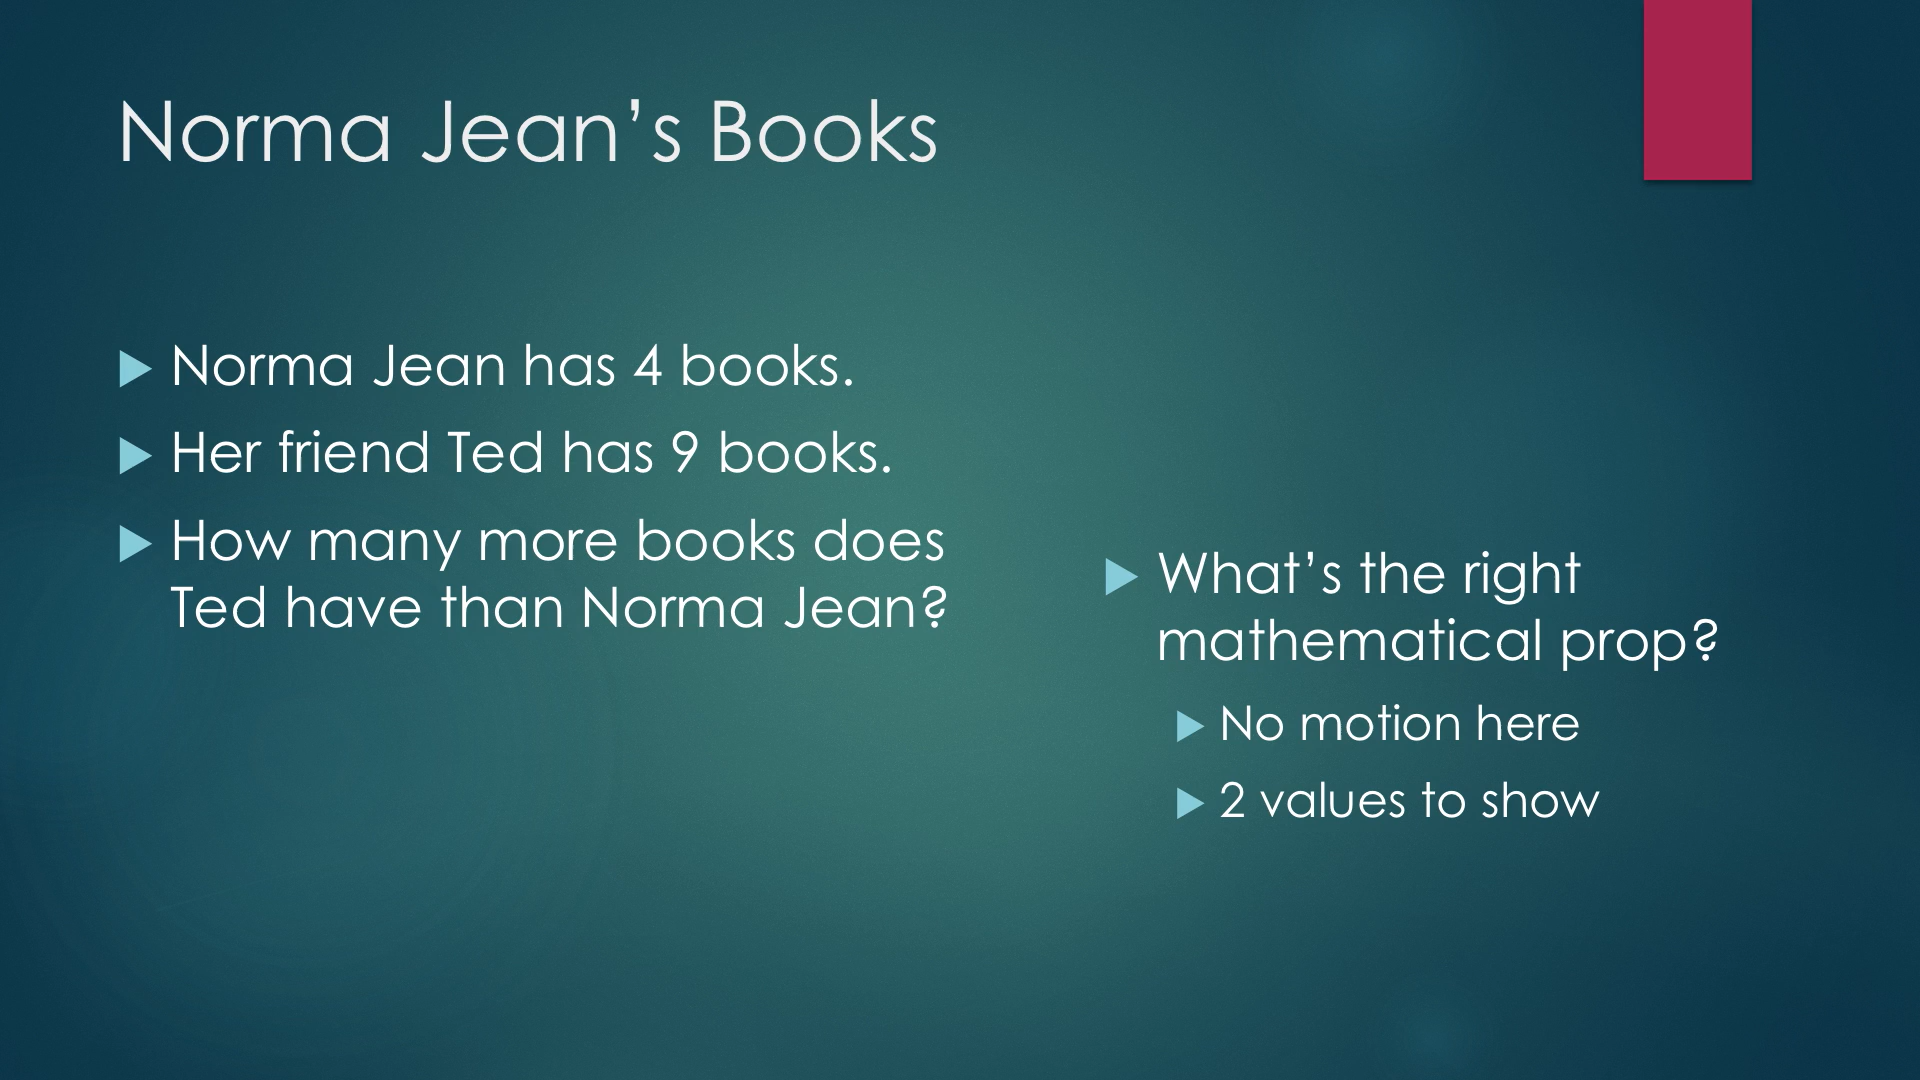 Norma Jean’s Books
Norma Jean has 4 books.
Her friend Ted has 9 books.
How many more books does
Ted have than Norma Jean?
What’s the right
mathematical prop?
No motion here
2 values to show